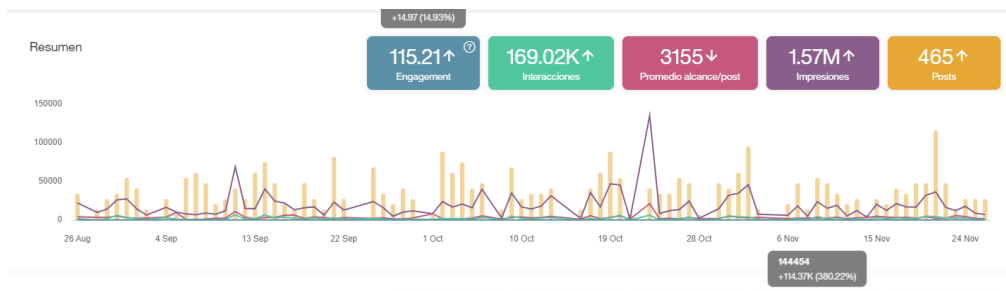 +14.97 (14.93%)
Resumen
115.21↑ ?
Engagement
169.02K↑
Interacciones
3155↓
Promedio alcance/post
1.57M↑
Impresiones
465↑
Posts
150000
100000
50000
0
26 Aug 4 Sep 13 Sep 22 Sep 1 Oct 10 Oct 19 Oct 28 Oct 6 Nov 15 Nov 24 Nov
144454
+114.37K (380.22%)